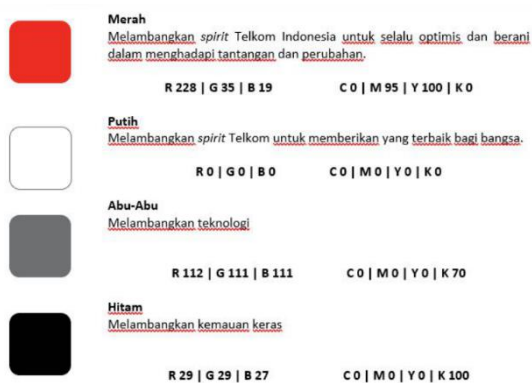 Merah
Melambangkan spirit Telkom Indonesia untuk selalu optimis dan berani
dalam menghadapi tantangan dan perubahan.
R 228 | G 35 | B 19 C 0 | M 95 | Y 100 | K 0
Putih
Melambangkan spirit Telkom untuk memberikan yang terbaik bagi bangsa.
R 0 | G 0 | B 0 C 0 | M 0 | Y 0 | K 0
Abu-Abu
Melambangkan teknologi
R 112 | G 111 | B 111 C 0 | M 0 | Y 0 | K 70
Hitam
Melambangkan kemauan keras
R 29 | G 29 | B 27 C 0 | M 0 | Y 0 | K 100